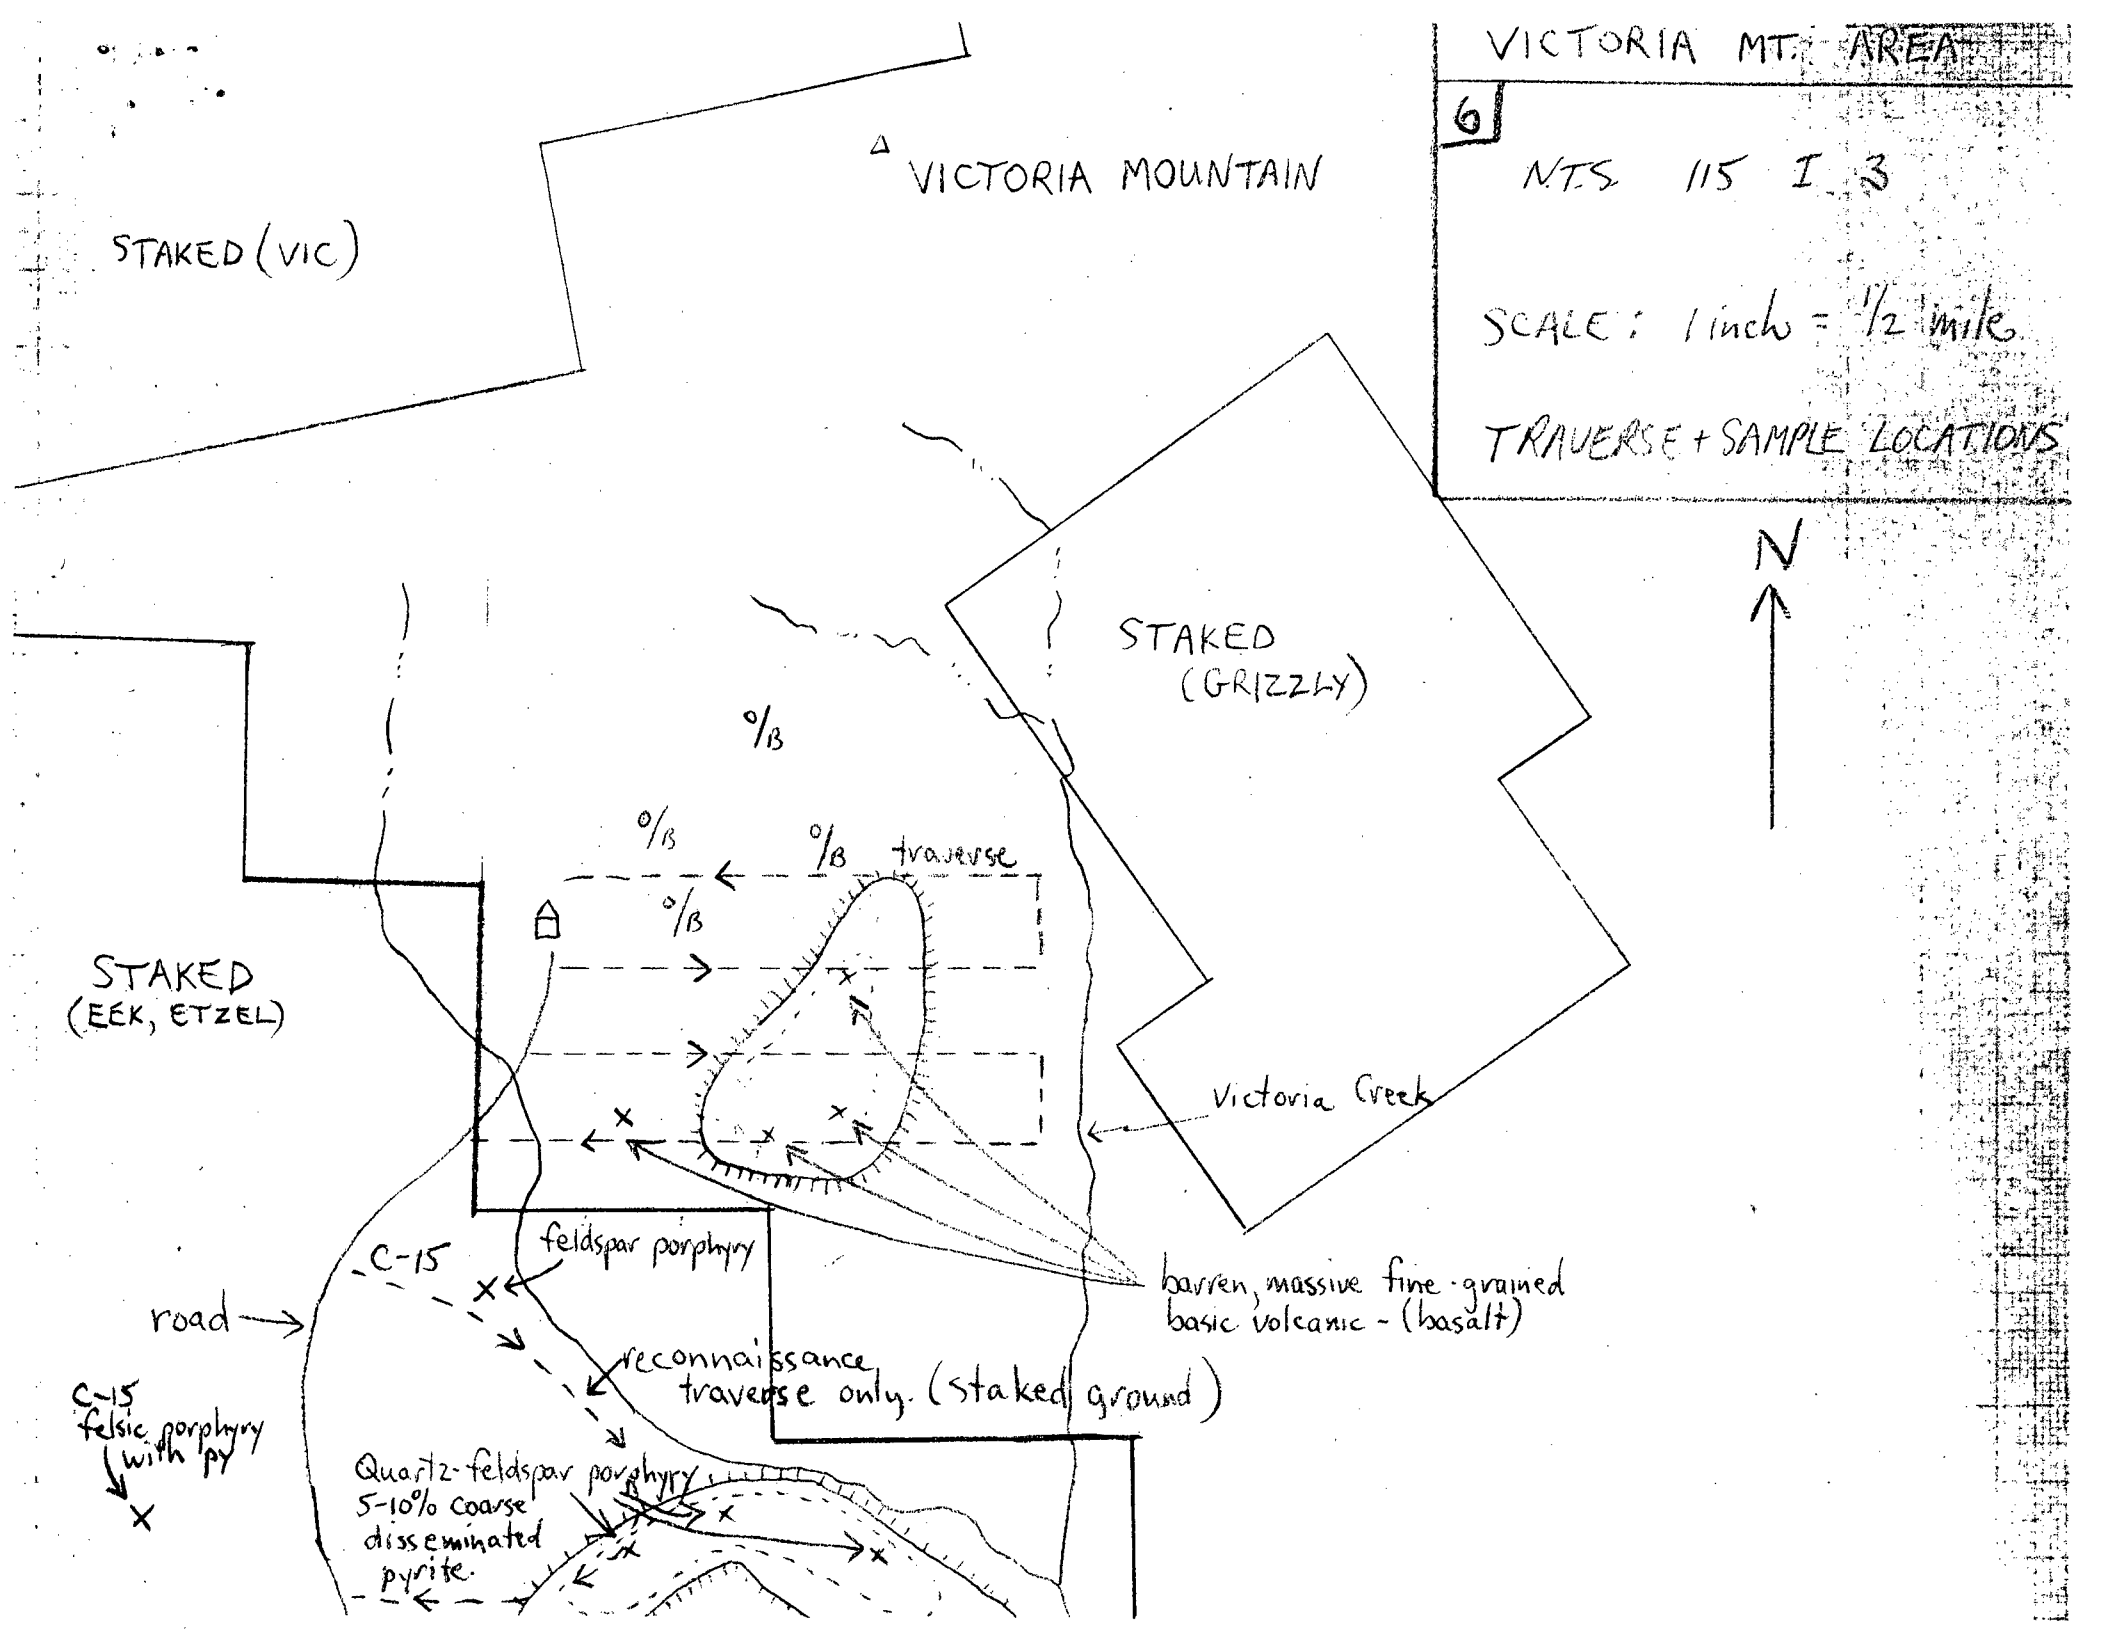 VICTORIA MT. AREA
6
N.T.S. 115 I 3
SCALE: 1 inch = 1/2 mile
TRAVERSE + SAMPLE LOCATIONS
N
VICTORIA MOUNTAIN
STAKED (VIC)
STAKED
(GRIZZLY)
O/B
O/B
O/B
traverse
O/B
STAKED
(EEK, ETZEL)
Victoria Creek
feldspar porphyry
C-15
barren, massive fine-grained
basic volcanic - (basalt)
road
reconnaissance
traverse only. (staked ground)
C-15
felsic porphyry
with py
Quartz-feldspar porphyry
5-10% coarse
disseminated
pyrite.